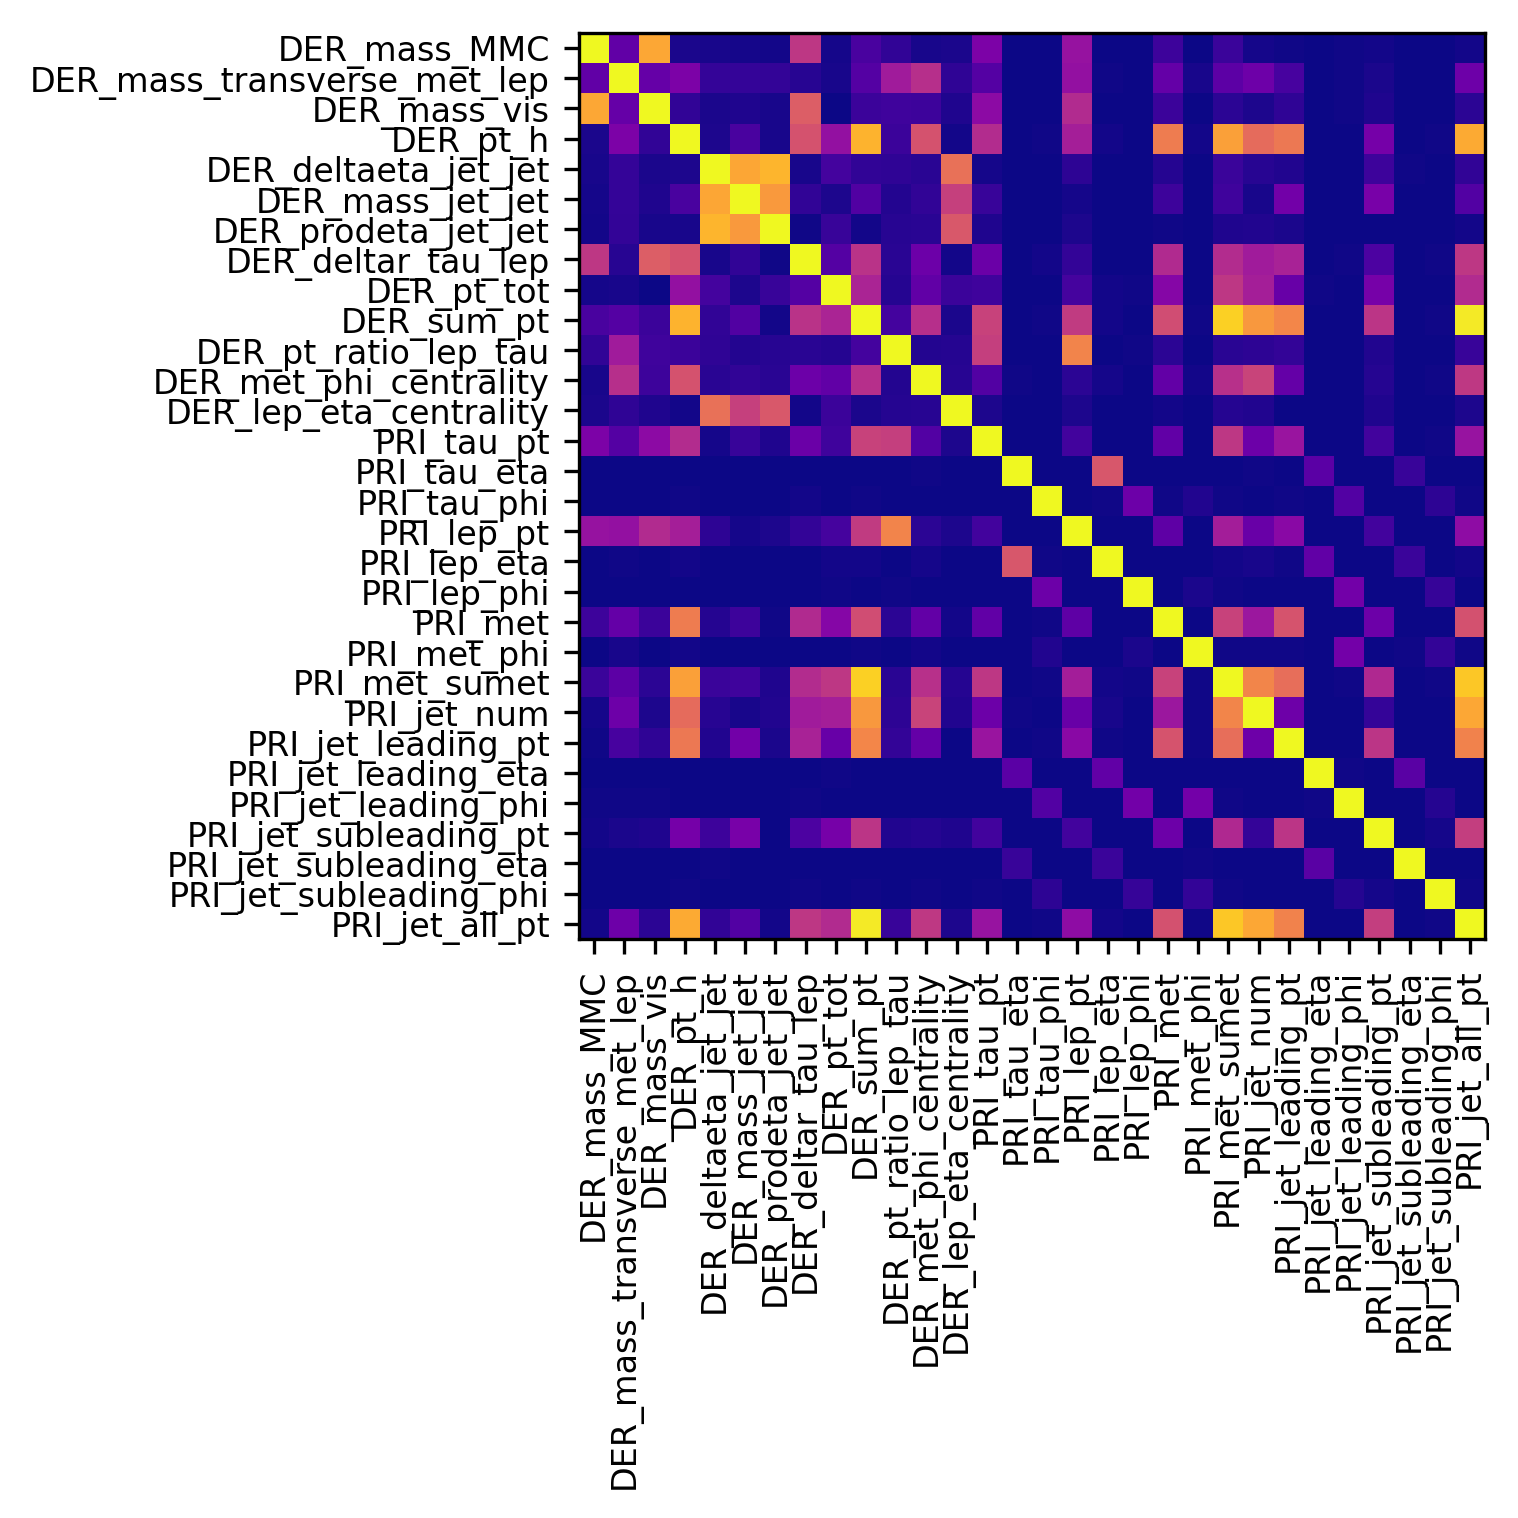 DER_mass_MMC
DER_mass_transverse_met_lep
DER_mass_vis
DER_pt_h
DER_deltaeta_jet_jet
DER_mass_jet_jet
DER_prodeta_jet_jet
DER_deltar_tau_lep
DER_pt_tot
DER_sum_pt
DER_pt_ratio_lep_tau
DER_met_phi_centrality
DER_lep_eta_centrality
PRI_tau_pt
PRI_tau_eta
PRI_tau_phi
PRI_lep_pt
PRI_lep_eta
PRI_lep_phi
PRI_met
PRI_met_phi
PRI_met_sumet
PRI_jet_num
PRI_jet_leading_pt
PRI_jet_leading_eta
PRI_jet_leading_phi
PRI_jet_subleading_pt
PRI_jet_subleading_eta
PRI_jet_subleading_phi
PRI_jet_all_pt
DER_mass_MMC
DER_mass_transverse_met_lep
DER_mass_vis
DER_pt_h
DER_deltaeta_jet_jet
DER_mass_jet_jet
DER_prodeta_jet_jet
DER_deltar_tau_lep
DER_pt_tot
DER_sum_pt
DER_pt_ratio_lep_tau
DER_met_phi_centrality
DER_lep_eta_centrality
PRI_tau_pt
PRI_tau_eta
PRI_tau_phi
PRI_lep_pt
PRI_lep_eta
PRI_lep_phi
PRI_met
PRI_met_phi
PRI_met_sumet
PRI_jet_num
PRI_jet_leading_pt
PRI_jet_leading_eta
PRI_jet_leading_phi
PRI_jet_subleading_pt
PRI_jet_subleading_eta
PRI_jet_subleading_phi
PRI_jet_all_pt